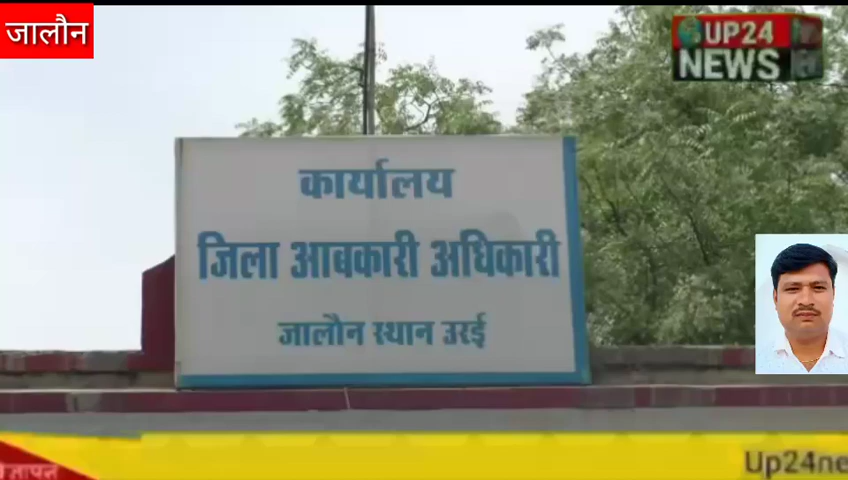 जालौन
UP24
NEWS
कार्यालय
जिला आबकारी अधिकारी
जालौन स्थान उरई
Up24ne